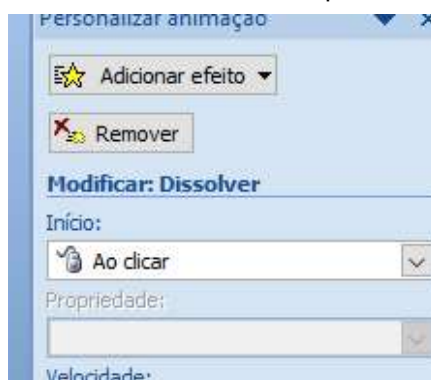 Personalizar animação
Adicionar efeito
Remover
Modificar: Dissolver
Início:
Ao clicar
Propriedade:
Velocidade: